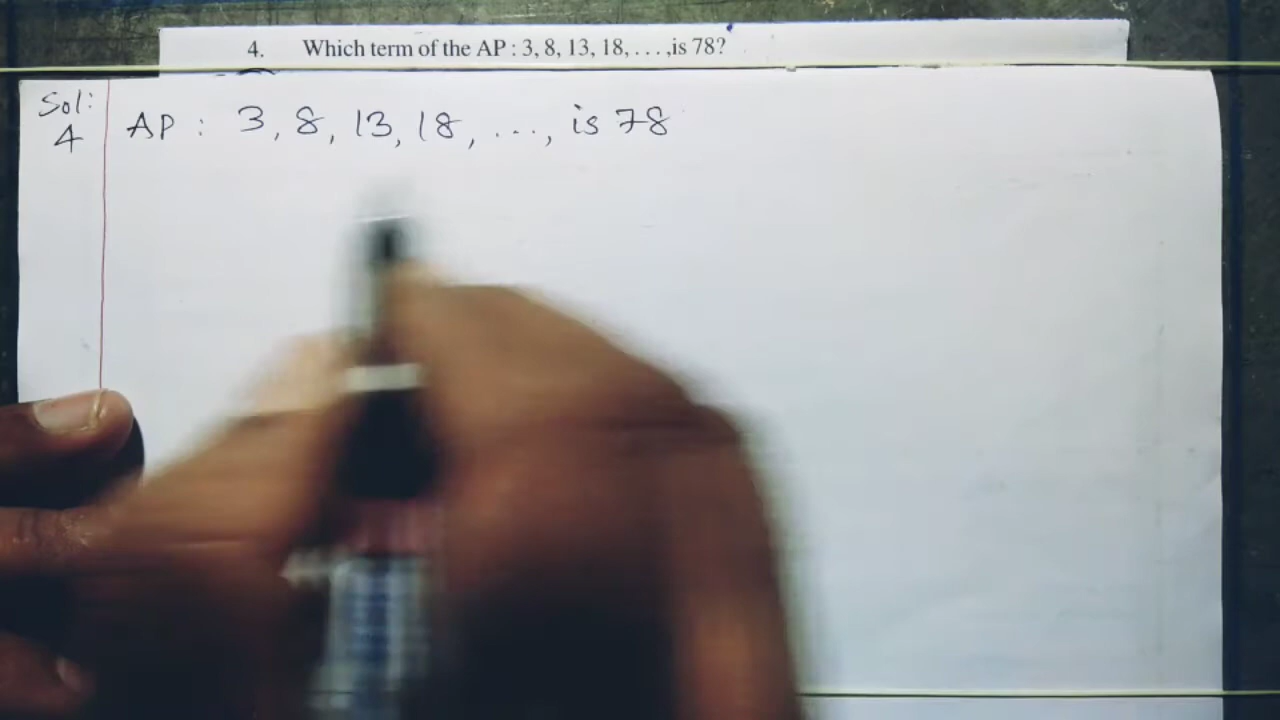 4. Which term of the AP : 3, 8, 13, 18, . . . ,is 78?
Sol:
4
AP : 3, 8, 13, 18, ..., is 78